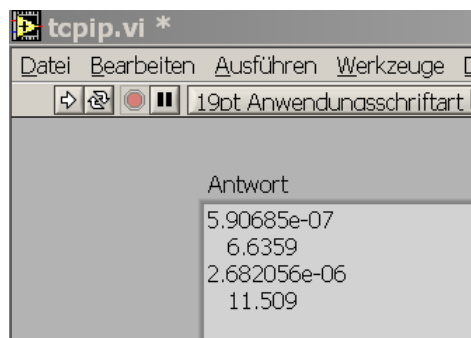 tcpip.vi *
Datei Bearbeiten Ausführen Werkzeuge
19pt Anwendungsschriftart
Antwort
5.90685e-07
6.6359
2.682056e-06
11.509